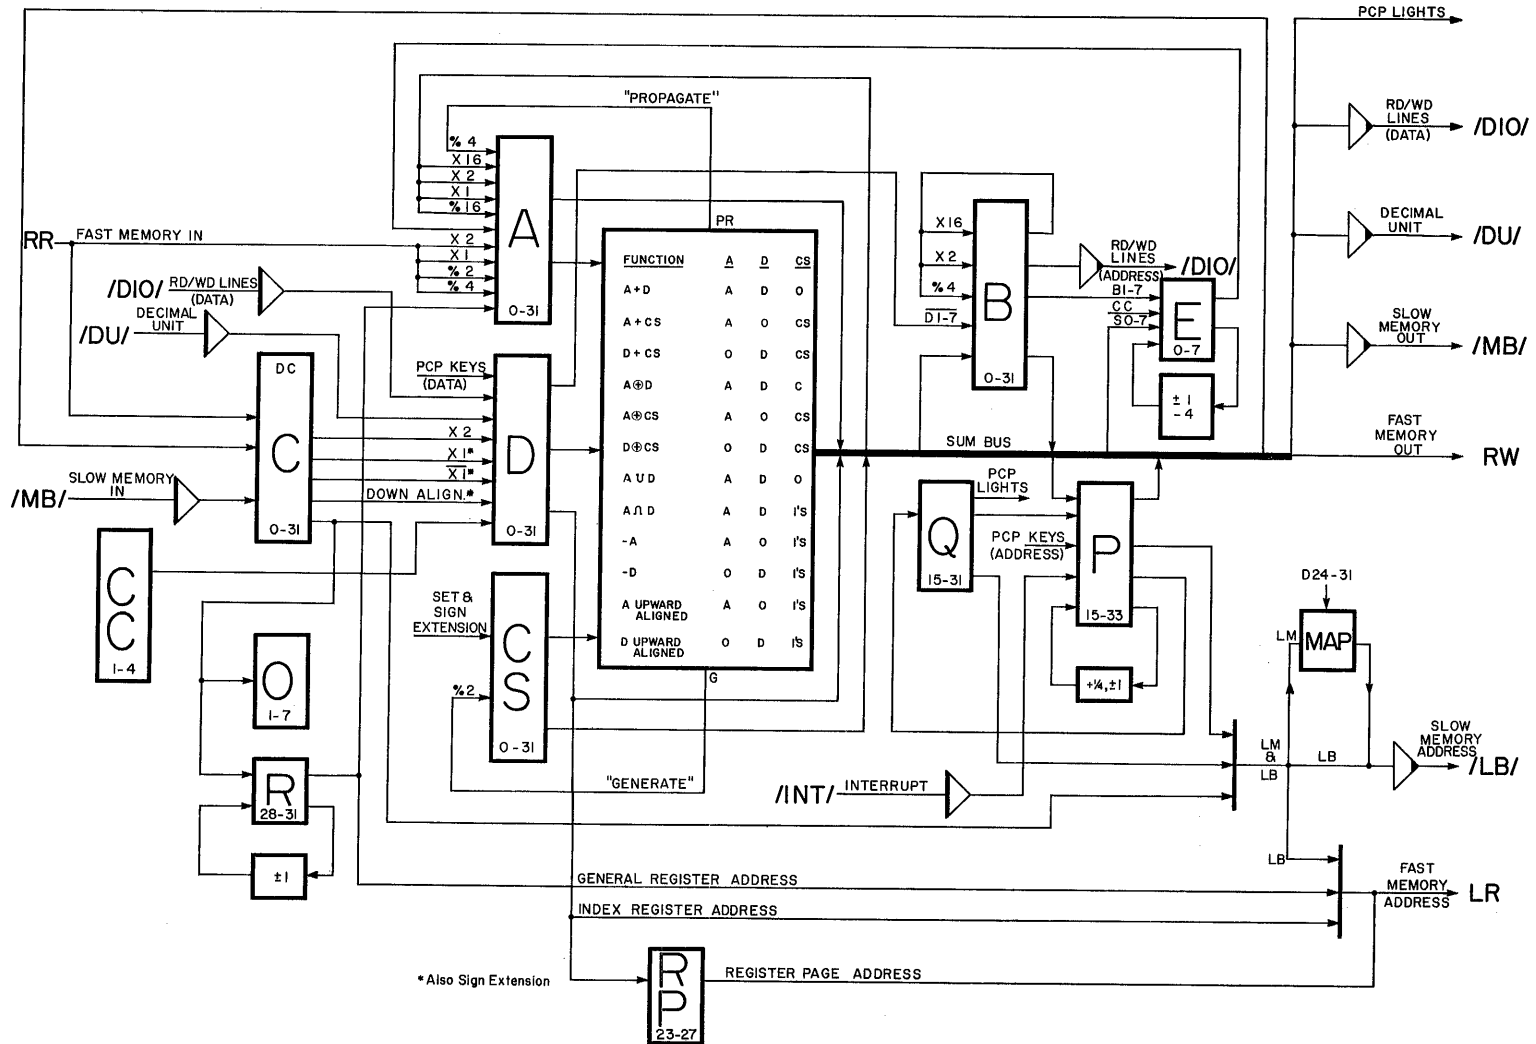 PCP LIGHTS
"PROPAGATE"
% 4
X 16
X 2
X 1
% 16
A
0-31
PR
RD/WD
LINES
(DATA)
/DIO/
DECIMAL
UNIT
/DU/
SLOW
MEMORY
OUT
/MB/
FAST
MEMORY
OUT
RW
RR
FAST MEMORY IN
X 2
X 1
% 2
% 4
/DIO/
RD/WD LINES
(DATA)
/DU/
DECIMAL
UNIT
DC
C
0-31
/MB/
SLOW MEMORY
IN
PCP KEYS
(DATA)
X 2
X1*
X1*
DOWN ALIGN.*
D
0-31
FUNCTION A D CS
A+D A D O
A+CS A O CS
D+CS O D CS
A⊕D A D C
A⊕CS A O CS
D⊕CS O D CS
A∪D A D O
A∩D A D I'S
-A A O I'S
-D O D I'S
A UPWARD
ALIGNED A O I'S
D UPWARD
ALIGNED O D I'S
G
X16
X 2
% 4
D1-7
B
0-31
RD/WD
LINES
(ADDRESS)
/DIO/
B1-7
CC
S0-7
E
0-7
± 1
-4
SUM BUS
PCP
LIGHTS
Q
15-31
PCP KEYS
(ADDRESS)
P
15-33
+¼,±1
CC
1-4
O
1-7
R
28-31
±1
SET &
SIGN
EXTENSION
%2
CS
0-31
"GENERATE"
/INT/
INTERRUPT
D24-31
LM
MAP
LM
&
LB
LB
SLOW
MEMORY
ADDRESS
/LB/
LB
GENERAL REGISTER ADDRESS
INDEX REGISTER ADDRESS
FAST
MEMORY
ADDRESS
LR
*Also Sign Extension
RP
23-27
REGISTER PAGE ADDRESS